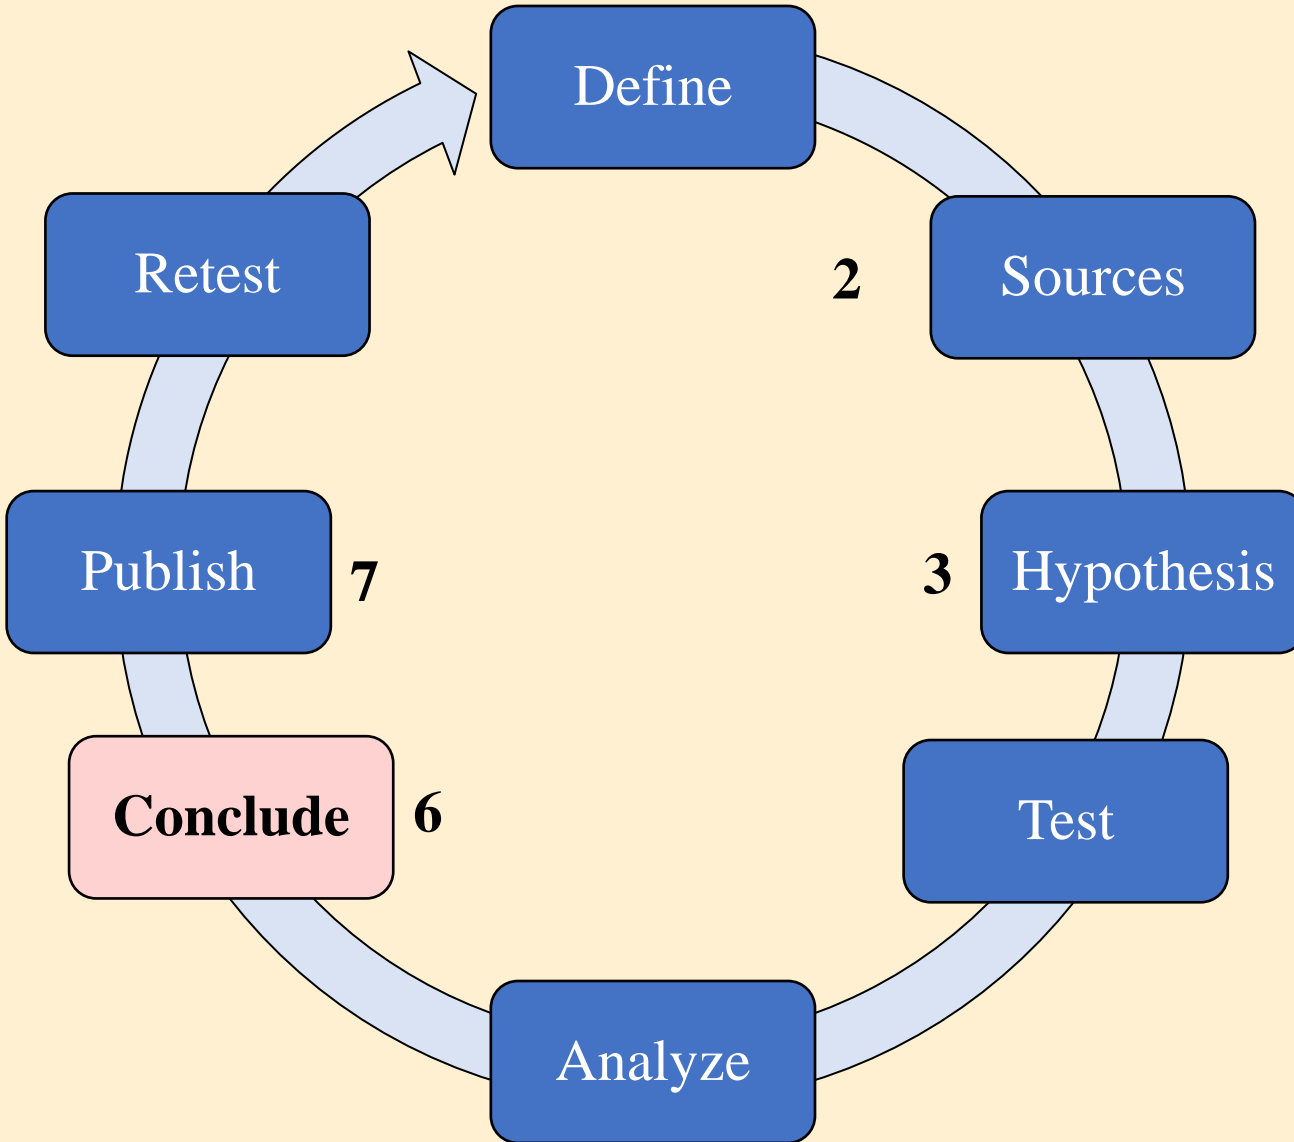 Define
2
Sources
3
Hypothesis
Test
Analyze
Conclude
6
Publish
7
Retest